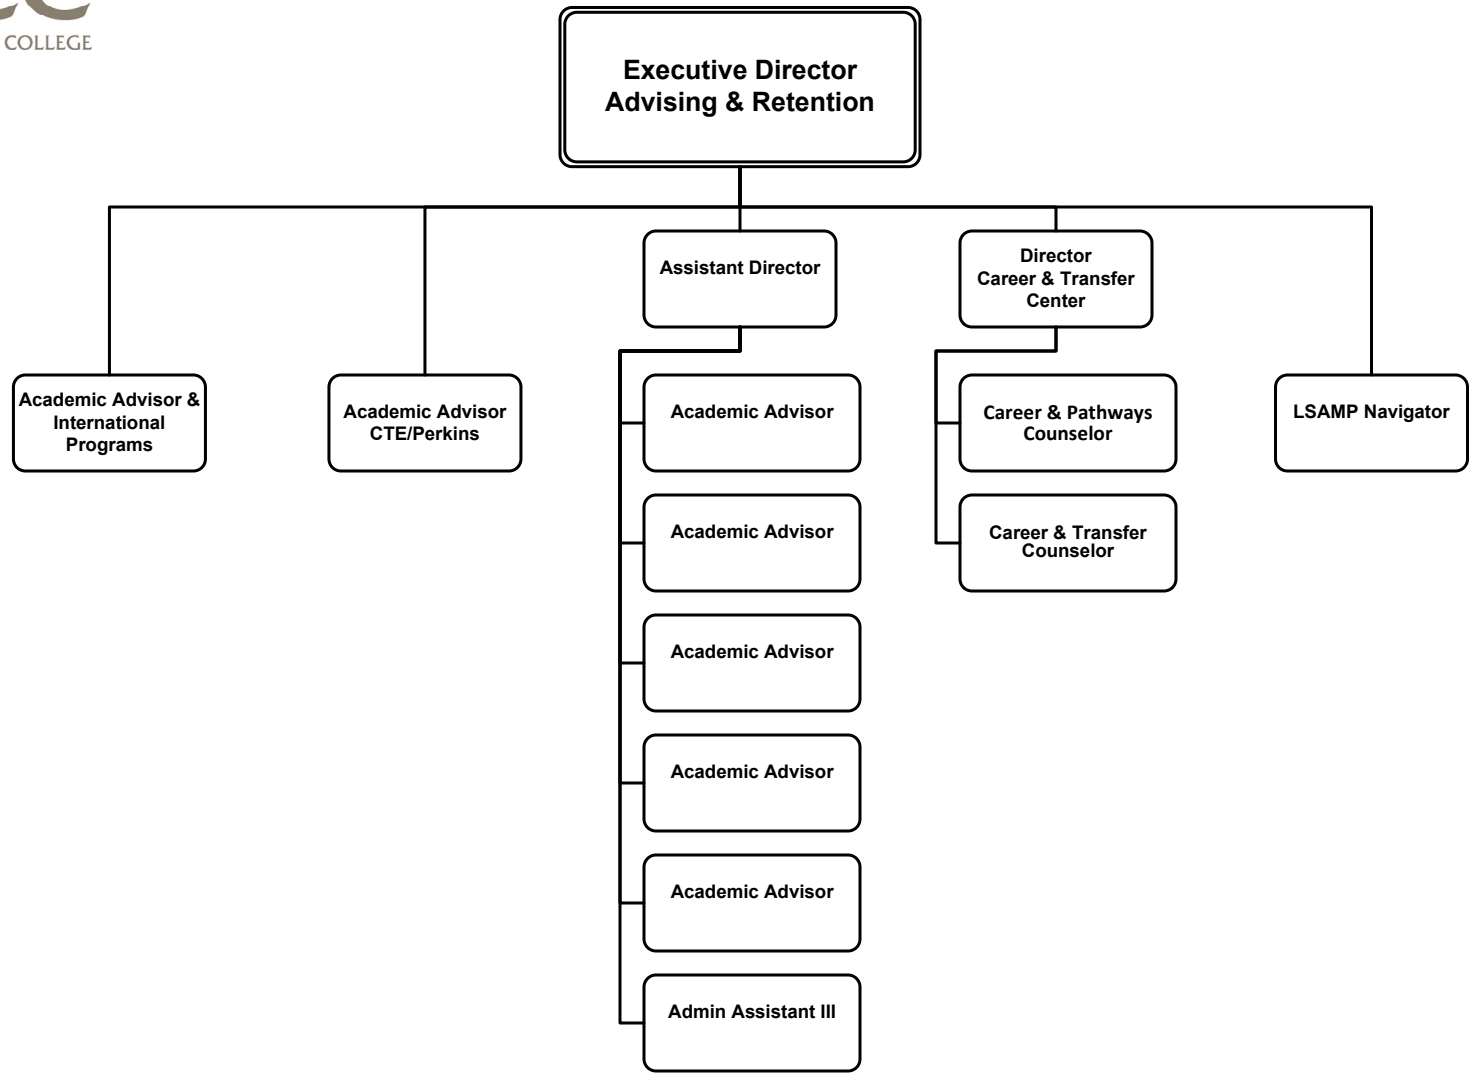 COLLEGE
Executive Director
Advising & Retention
Assistant Director
Director
Career & Transfer
Center
Academic Advisor &
International
Programs
Academic Advisor
CTE/Perkins
Academic Advisor
Career & Pathways
Counselor
LSAMP Navigator
Academic Advisor
Career & Transfer
Counselor
Academic Advisor
Academic Advisor
Academic Advisor
Admin Assistant III